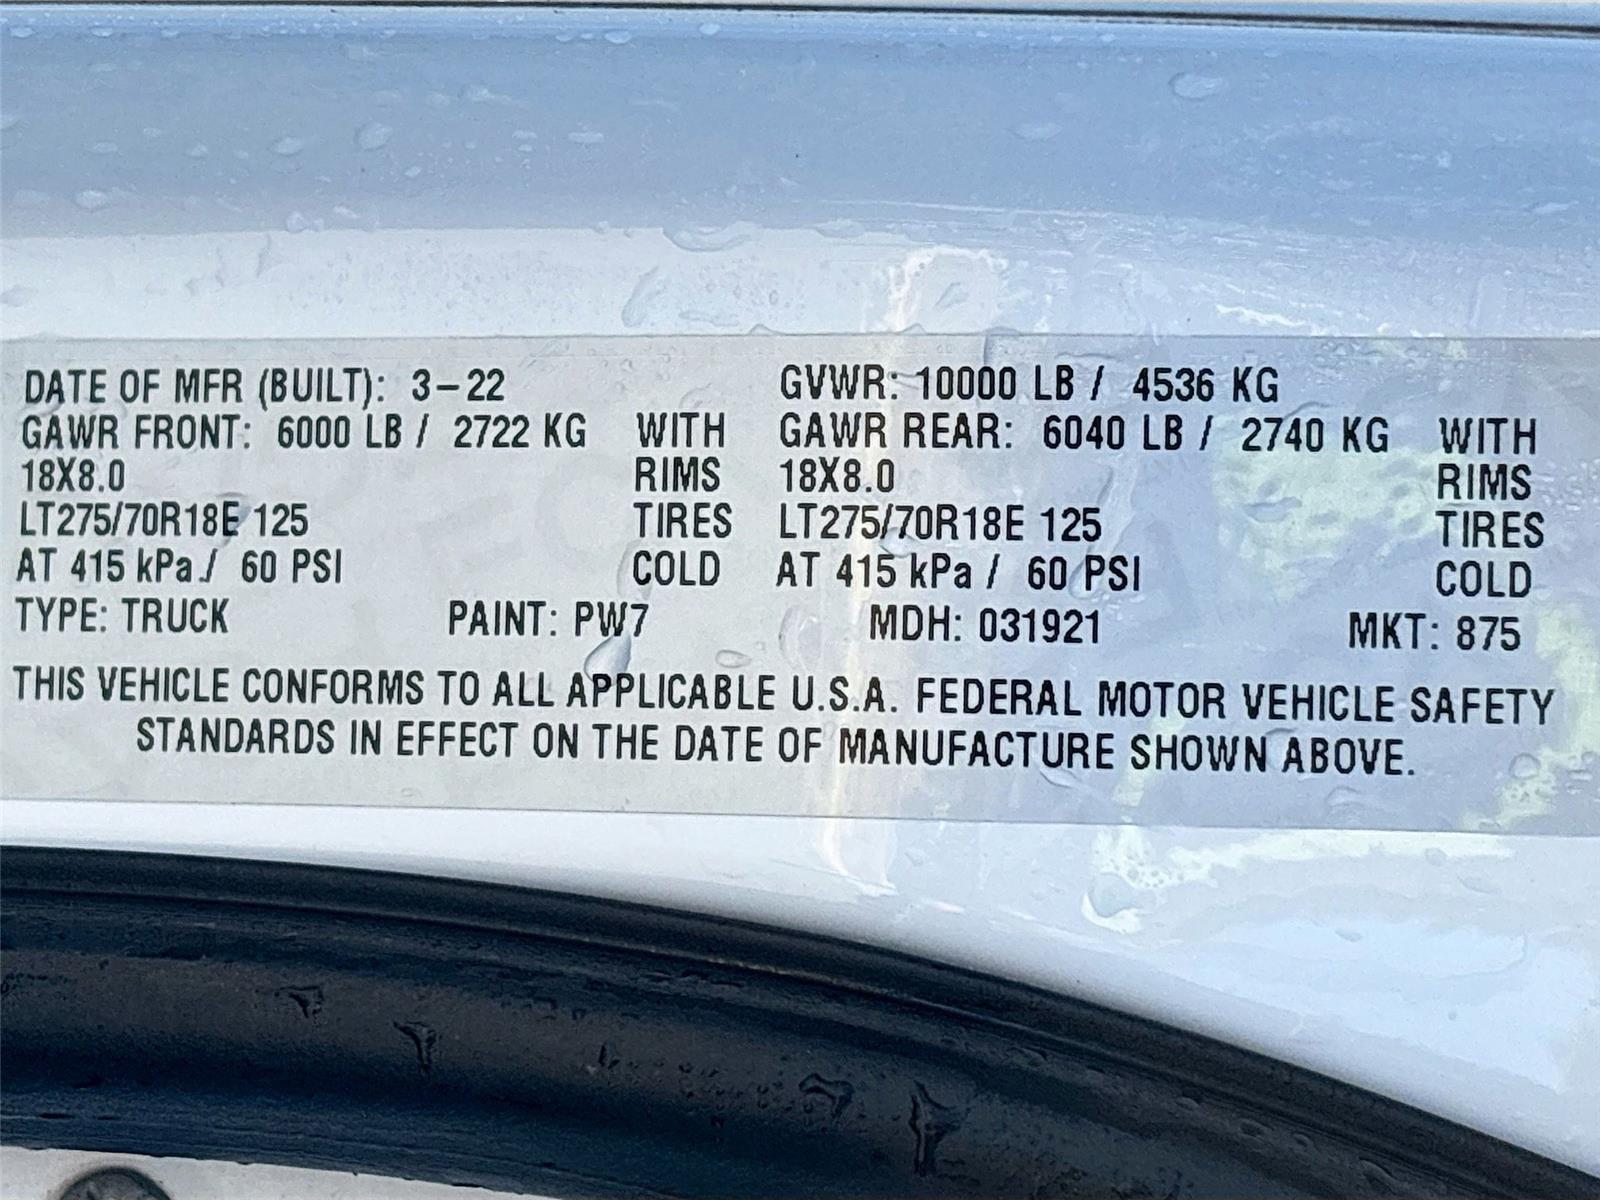 DATE OF MFR (BUILT): 3-22 GVWR: 10000 LB / 4536 KG
GAWR FRONT: 6000 LB / 2722 KG WITH GAWR REAR: 6040 LB / 2740 KG WITH
18X8.0 RIMS 18X8.0 RIMS
LT275/70R18E 125 TIRES LT275/70R18E 125 TIRES
AT 415 kPa / 60 PSI COLD AT 415 kPa / 60 PSI COLD
TYPE: TRUCK PAINT: PW7 MDH: 031921 MKT: 875
THIS VEHICLE CONFORMS TO ALL APPLICABLE U.S.A. FEDERAL MOTOR VEHICLE SAFETY
STANDARDS IN EFFECT ON THE DATE OF MANUFACTURE SHOWN ABOVE.